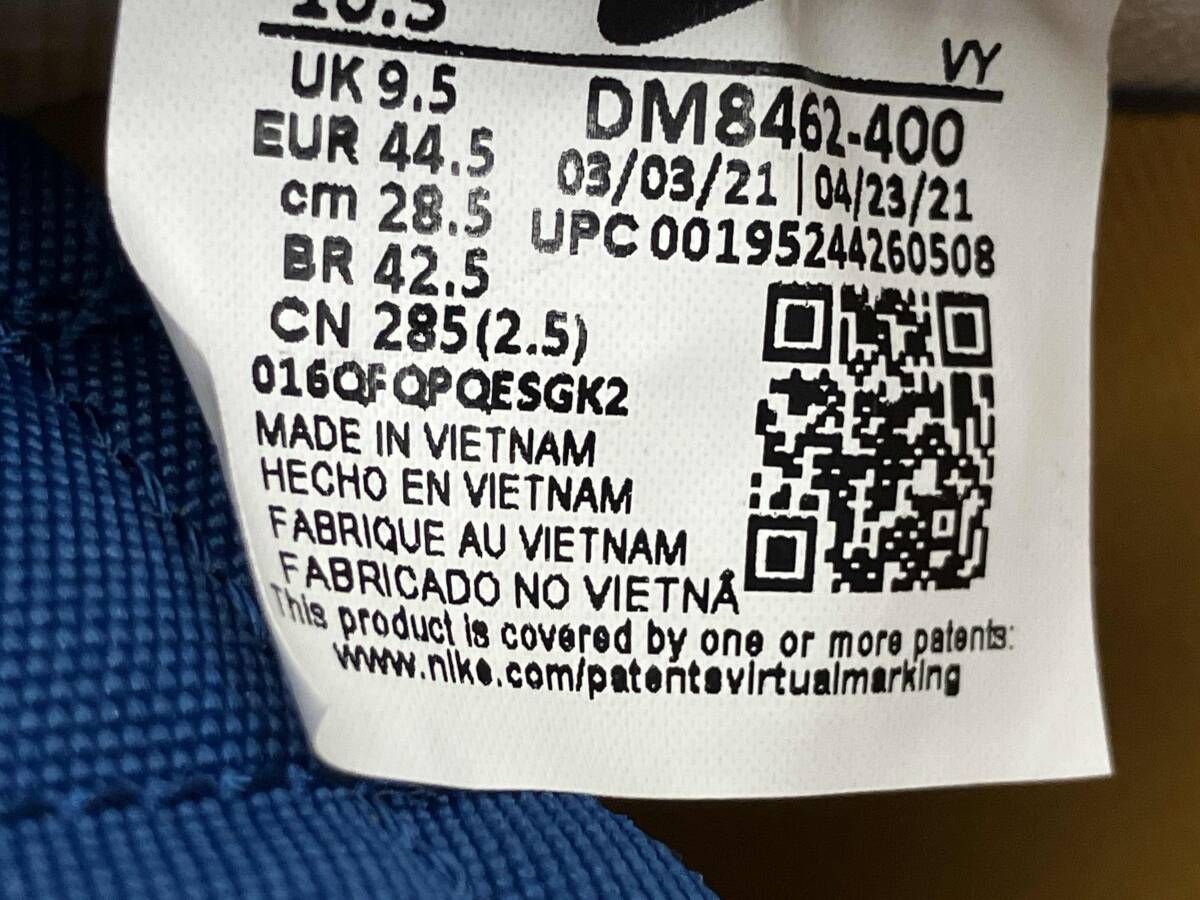 10.5
VY
UK 9.5
EUR 44.5
cm 28.5
BR 42.5
CN 285(2.5)
DM8462-400
03/03/21 | 04/23/21
UPC 00195244260508
016QFQPQESGK2
MADE IN VIETNAM
HECHO EN VIETNAM
FABRIQUE AU VIETNAM
FABRICADO NO VIETNÃ
This product is covered by one or more patents:
www.nike.com/patentsvirtualmarking